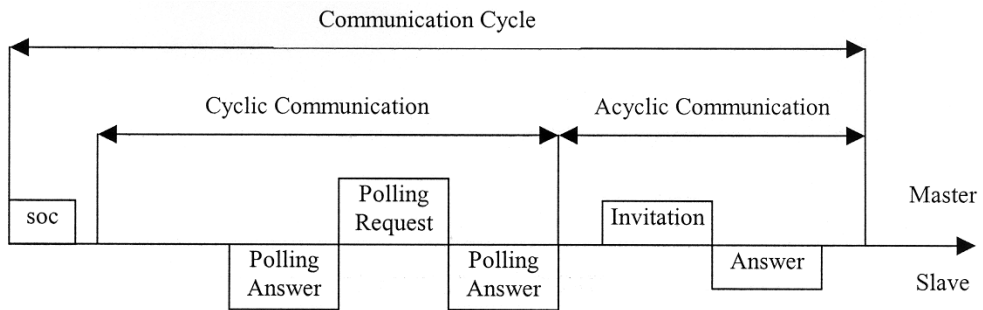 Communication Cycle
Cyclic Communication
Acyclic Communication
soc
Polling
Request
Invitation
Master
Polling
Answer
Polling
Answer
Answer
Slave